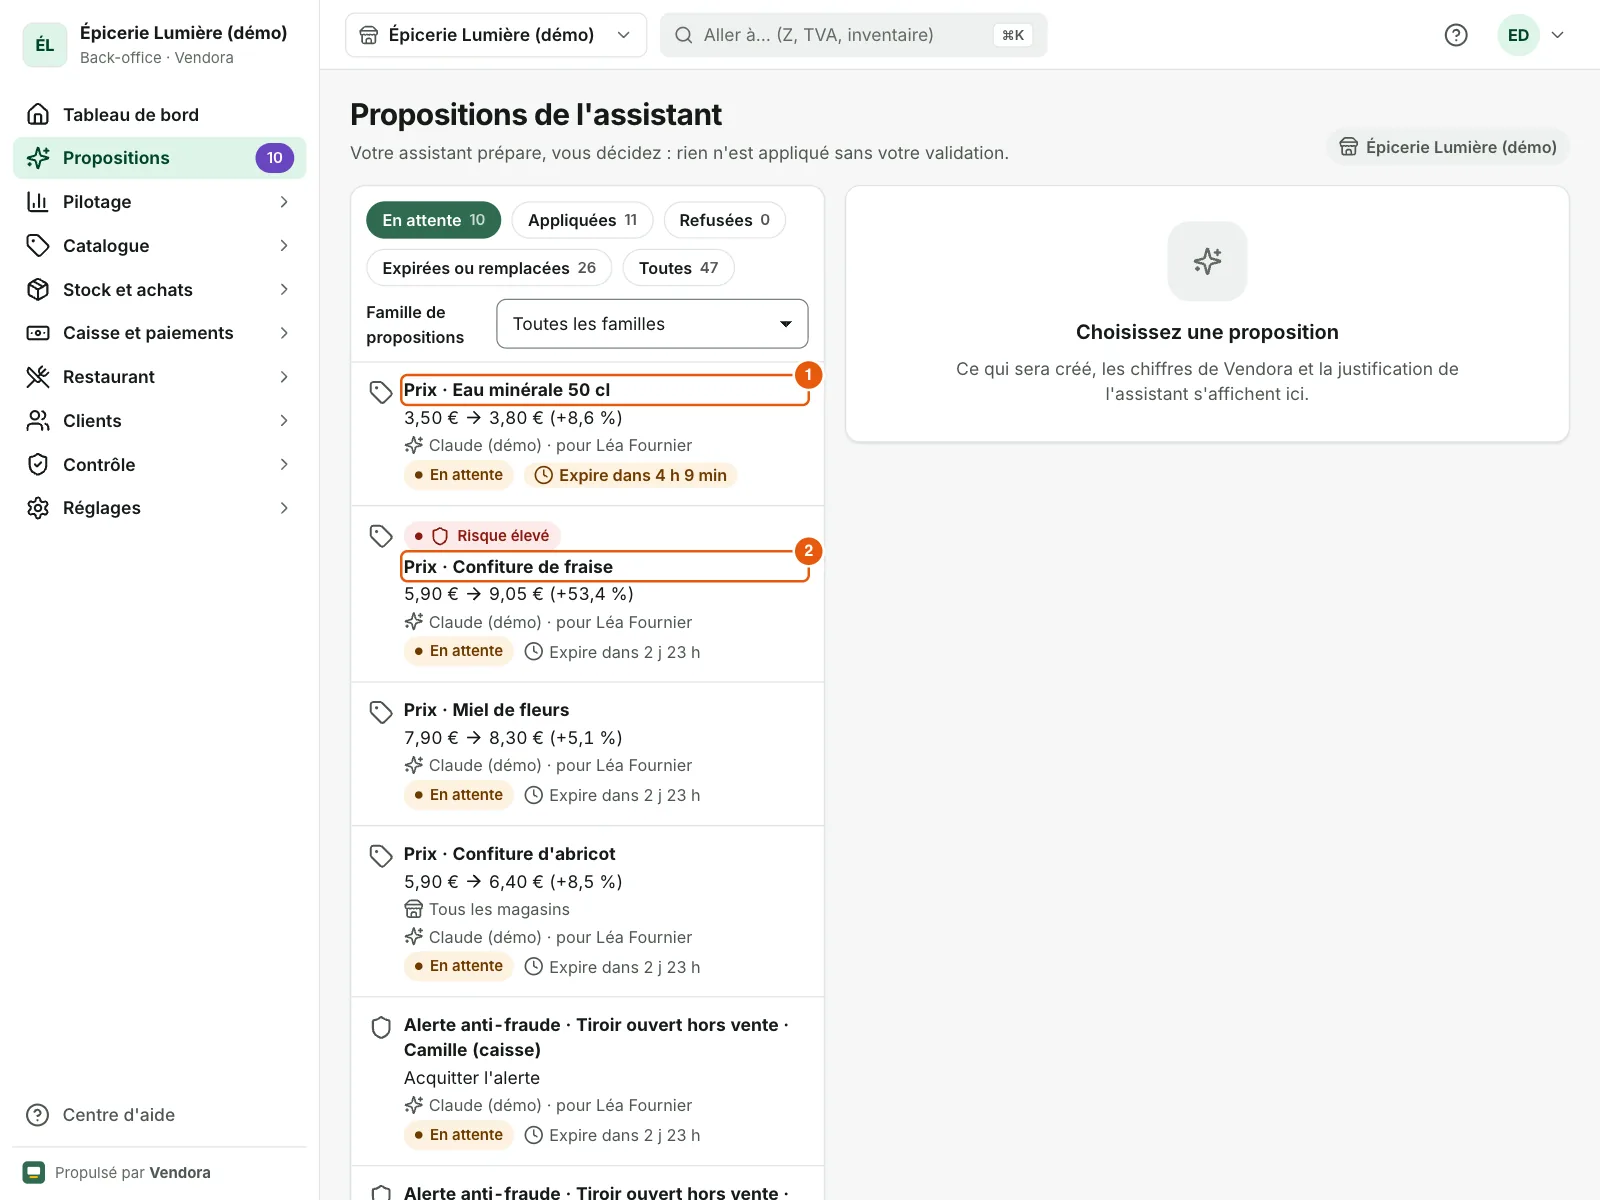 ÉL
Épicerie Lumière (démo)
Back-office · Vendora
Tableau de bord
Propositions 10
Pilotage
Catalogue
Stock et achats
Caisse et paiements
Restaurant
Clients
Contrôle
Réglages
Centre d'aide
Propulsé par Vendora
Épicerie Lumière (démo)
Aller à... (Z, TVA, inventaire) ⌘K
ED
Propositions de l'assistant
Votre assistant prépare, vous décidez : rien n'est appliqué sans votre validation.
Épicerie Lumière (démo)
En attente 10
Appliquées 11
Refusées 0
Expirées ou remplacées 26
Toutes 47
Famille de
propositions
Toutes les familles
1
Prix · Eau minérale 50 cl
3,50 € → 3,80 € (+8,6 %)
Claude (démo) · pour Léa Fournier
En attente
Expire dans 4 h 9 min
Risque élevé
2
Prix · Confiture de fraise
5,90 € → 9,05 € (+53,4 %)
Claude (démo) · pour Léa Fournier
En attente
Expire dans 2 j 23 h
Prix · Miel de fleurs
7,90 € → 8,30 € (+5,1 %)
Claude (démo) · pour Léa Fournier
En attente
Expire dans 2 j 23 h
Prix · Confiture d'abricot
5,90 € → 6,40 € (+8,5 %)
Tous les magasins
Claude (démo) · pour Léa Fournier
En attente
Expire dans 2 j 23 h
Alerte anti-fraude · Tiroir ouvert hors vente ·
Camille (caisse)
Acquitter l'alerte
Claude (démo) · pour Léa Fournier
En attente
Expire dans 2 j 23 h
Alerte anti-fraude · Tiroir ouvert hors vente ·
Choisissez une proposition
Ce qui sera créé, les chiffres de Vendora et la justification de
l'assistant s'affichent ici.